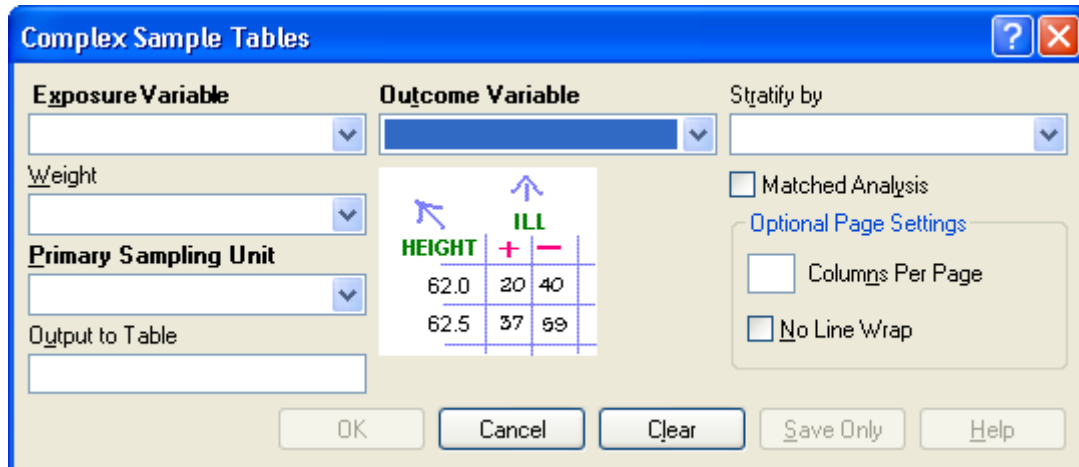 Complex Sample Tables
Exposure Variable
Outcome Variable
Stratify by
Weight
Matched Analysis
ILL
Optional Page Settings
HEIGHT + −
Primary Sampling Unit
Columns Per Page
62.0 20 40
62.5 37 59
No Line Wrap
Output to Table
OK Cancel Clear Save Only Help